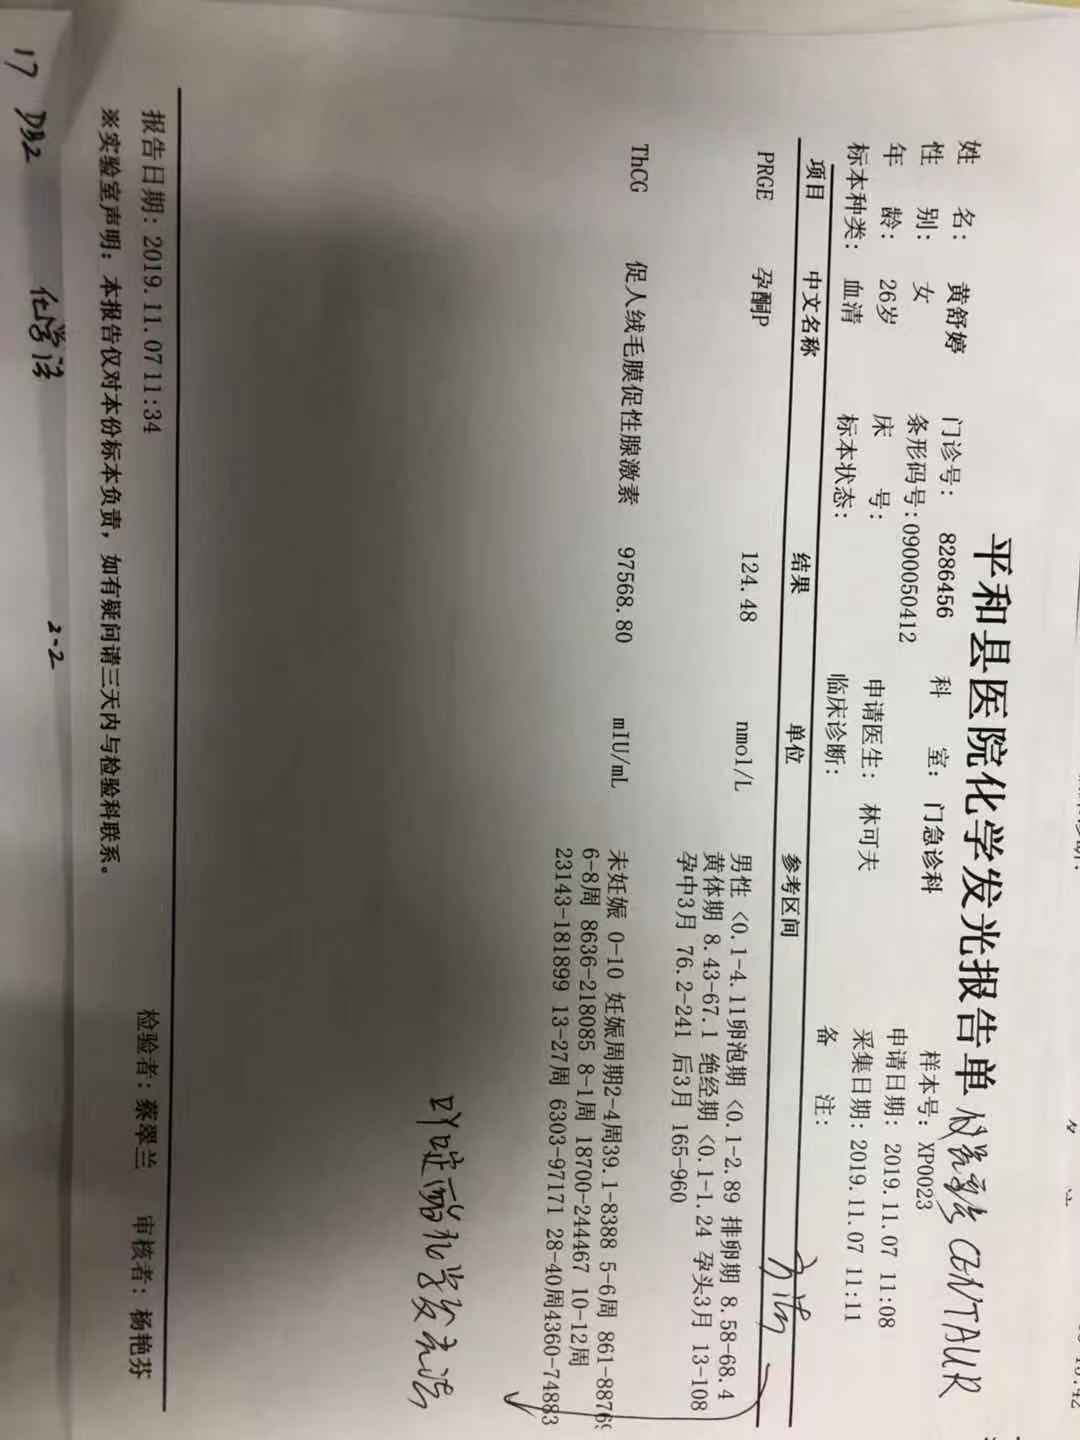 平和县医院化学发光报告单 CENTAUR
姓 名: 黄舒婷 门诊号: 8286456 科 室: 门急诊科 样本号: XP0023
性 别: 女 条形码号:0900050412 申请医生: 林可夫 申请日期: 2019.11.07 11:08
年 龄: 26岁 床 号: 临床诊断: 采集日期: 2019.11.07 11:11
标本种类: 血清 标本状态: 备 注:
项目 中文名称 结果 单位 参考区间
PRGE 孕酮P 124.48 nmol/L 男性 <0.1-4.11卵泡期 <0.1-2.89 排卵期 8.58-68.4
黄体期 8.43-67.1 绝经期 <0.1-1.24 孕头3月 13-108
孕中3月 76.2-241 后3月 165-960
ThCG 促人绒毛膜促性腺激素 97568.80 mIU/mL 未妊娠 0-10 妊娠周期2-4周39.1-8388 5-6周 861-88769
6-8周 8636-218085 8-1周 18700-244467 10-12周
23143-181899 13-27周 6303-97171 28-40周4360-74883
吖啶酯化学发光法
报告日期: 2019.11.07 11:34 检验者: 蔡翠兰 审核者: 杨艳芬
※实验室声明: 本报告仅对本份标本负责, 如有疑问请三天内与检验科联系。
17 2-2